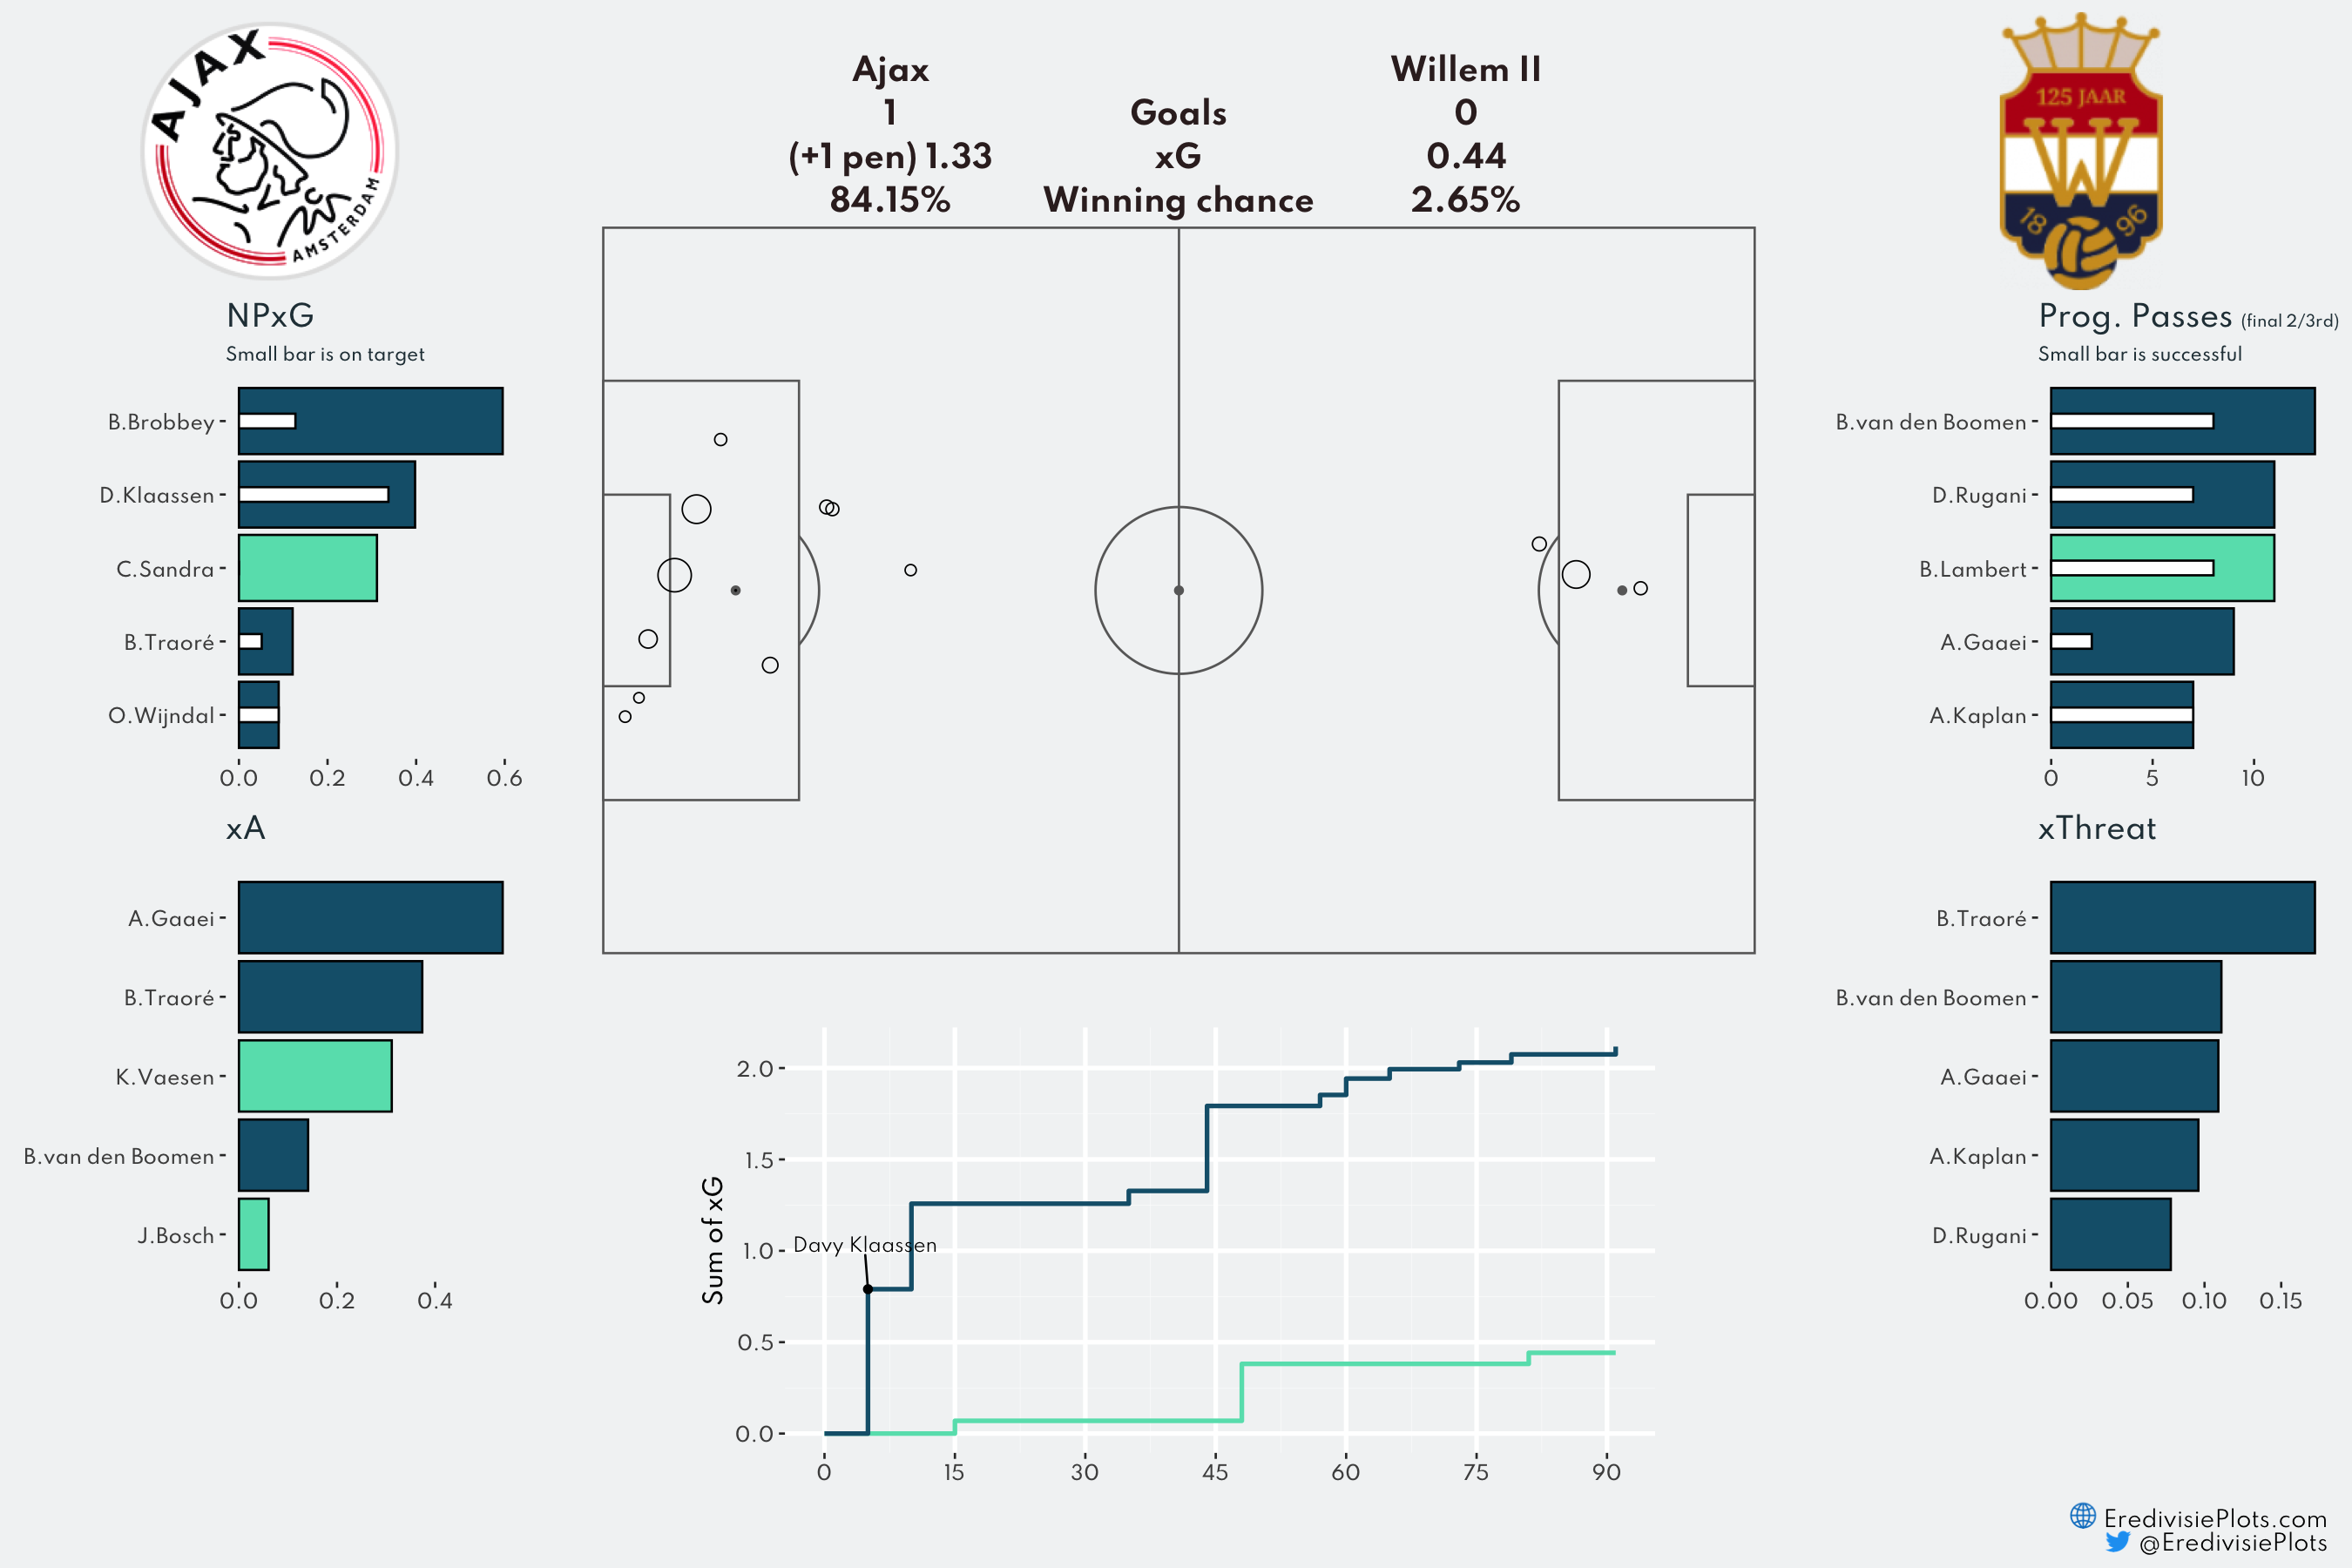 AJAX
AMSTERDAM
125 JAAR
W
18 96
Ajax Willem II
1 Goals 0
(+1 pen) 1.33 xG 0.44
84.15% Winning chance 2.65%
NPxG
Small bar is on target
B.Brobbey
D.Klaassen
C.Sandra
B.Traoré
O.Wijndal
0.0 0.2 0.4 0.6
xA
A.Gaaei
B.Traoré
K.Vaesen
B.van den Boomen
J.Bosch
0.0 0.2 0.4
Sum of xG
2.0
1.5
1.0
0.5
0.0
Davy Klaassen
0 15 30 45 60 75 90
Prog. Passes (final 2/3rd)
Small bar is successful
B.van den Boomen
D.Rugani
B.Lambert
A.Gaaei
A.Kaplan
0 5 10
xThreat
B.Traoré
B.van den Boomen
A.Gaaei
A.Kaplan
D.Rugani
0.00 0.05 0.10 0.15
EredivisiePlots.com
@EredivisiePlots